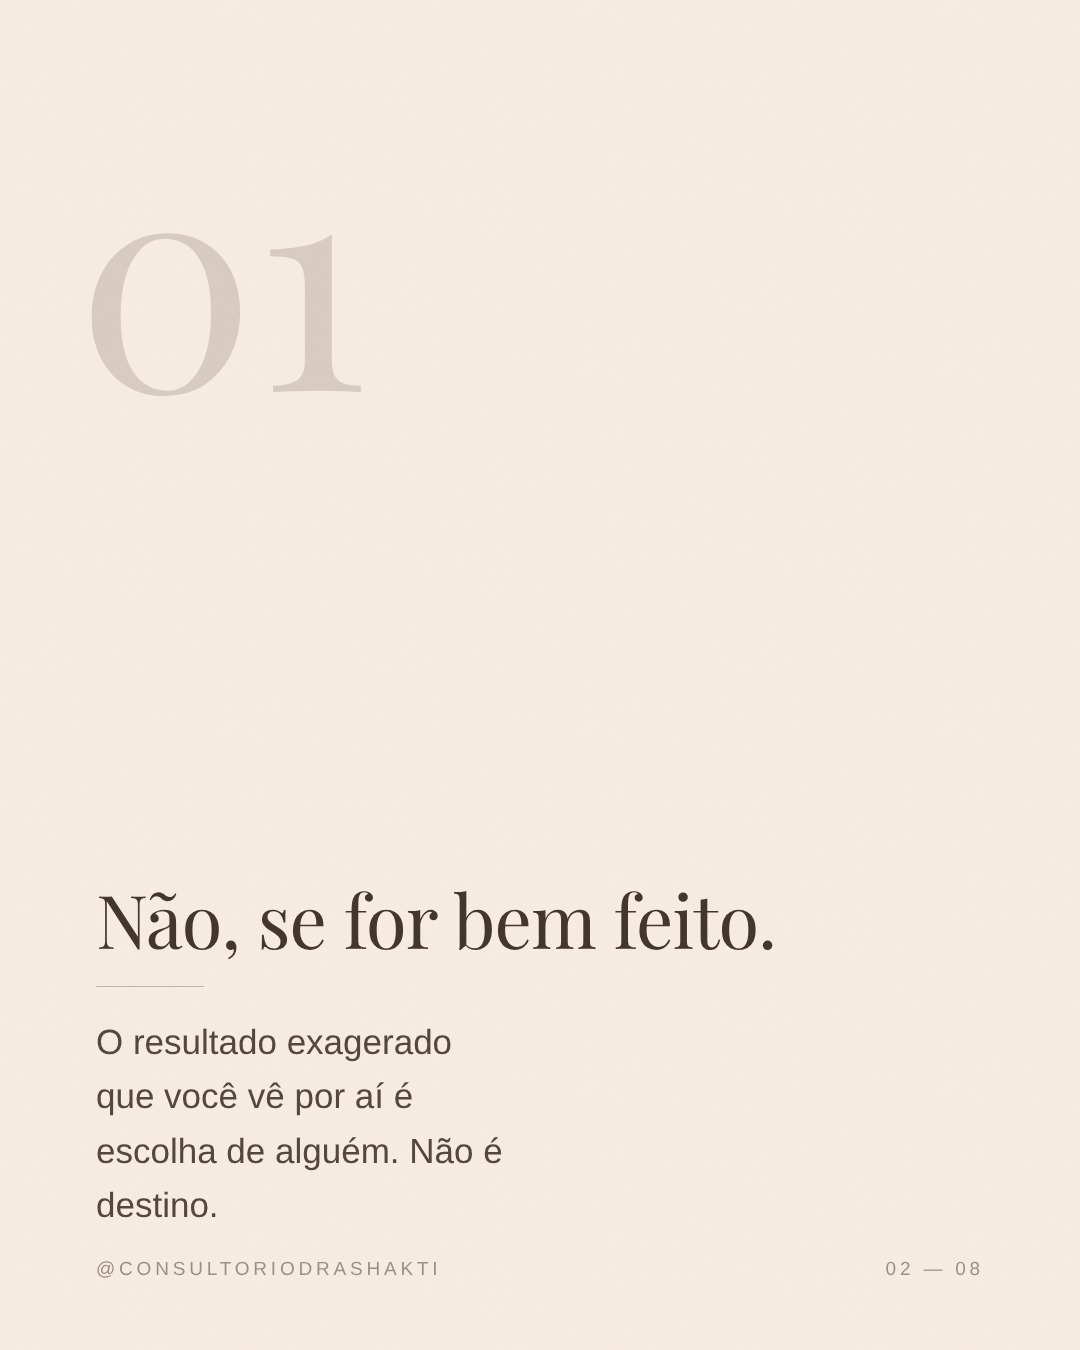 01
Não, se for bem feito.
O resultado exagerado
que você vê por aí é
escolha de alguém. Não é
destino.
@CONSULTORIODRASHAKTI
02 — 08